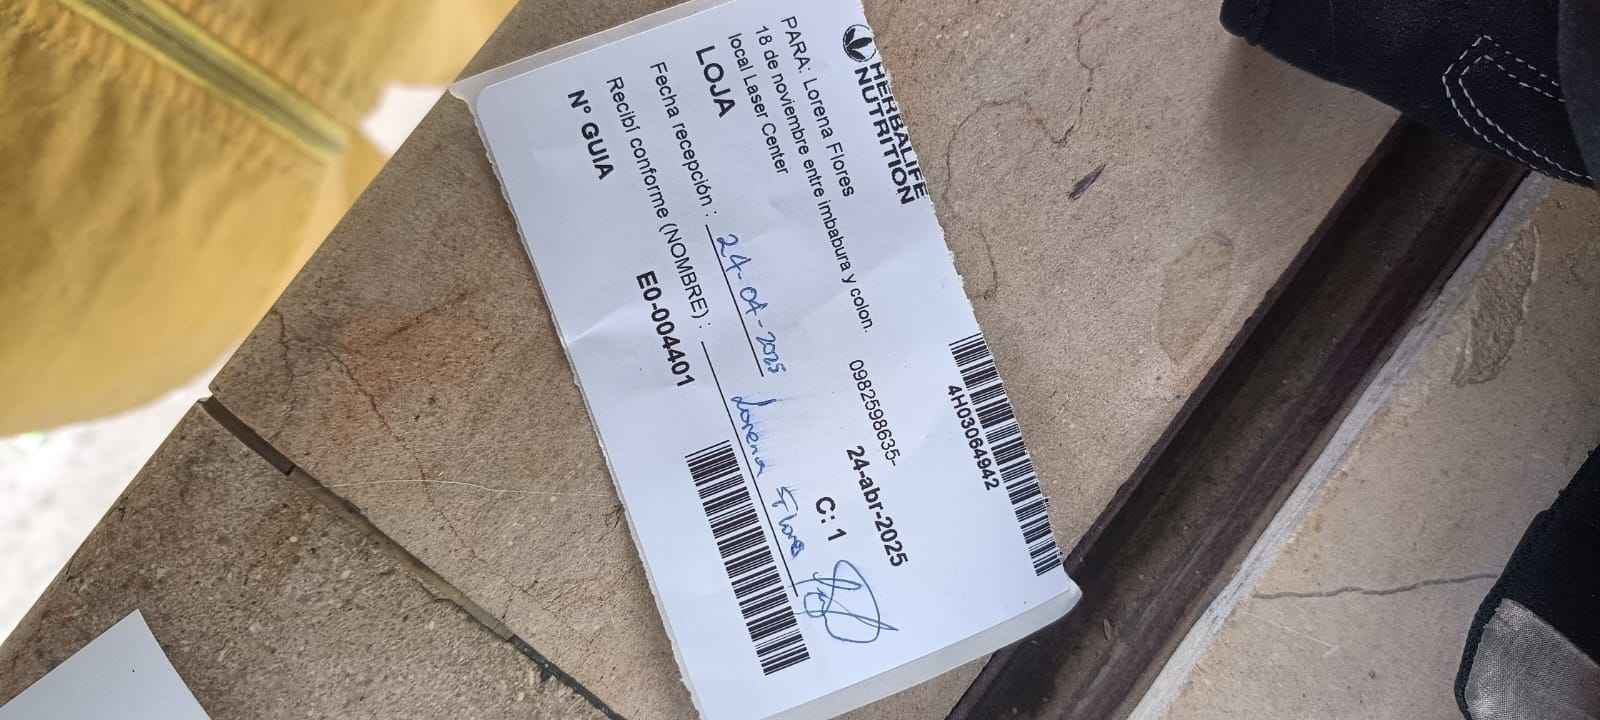 HERBALIFE
NUTRITION
4H03064942
PARA: Lorena Flores
18 de noviembre entre imbabura y colon. 0982598635-
local Laser Center
24-abr-2025
LOJA
C: 1
Fecha recepción : 24-04-2025
Recibí conforme (NOMBRE) : Lorena Flores
N° GUIA E0-004401